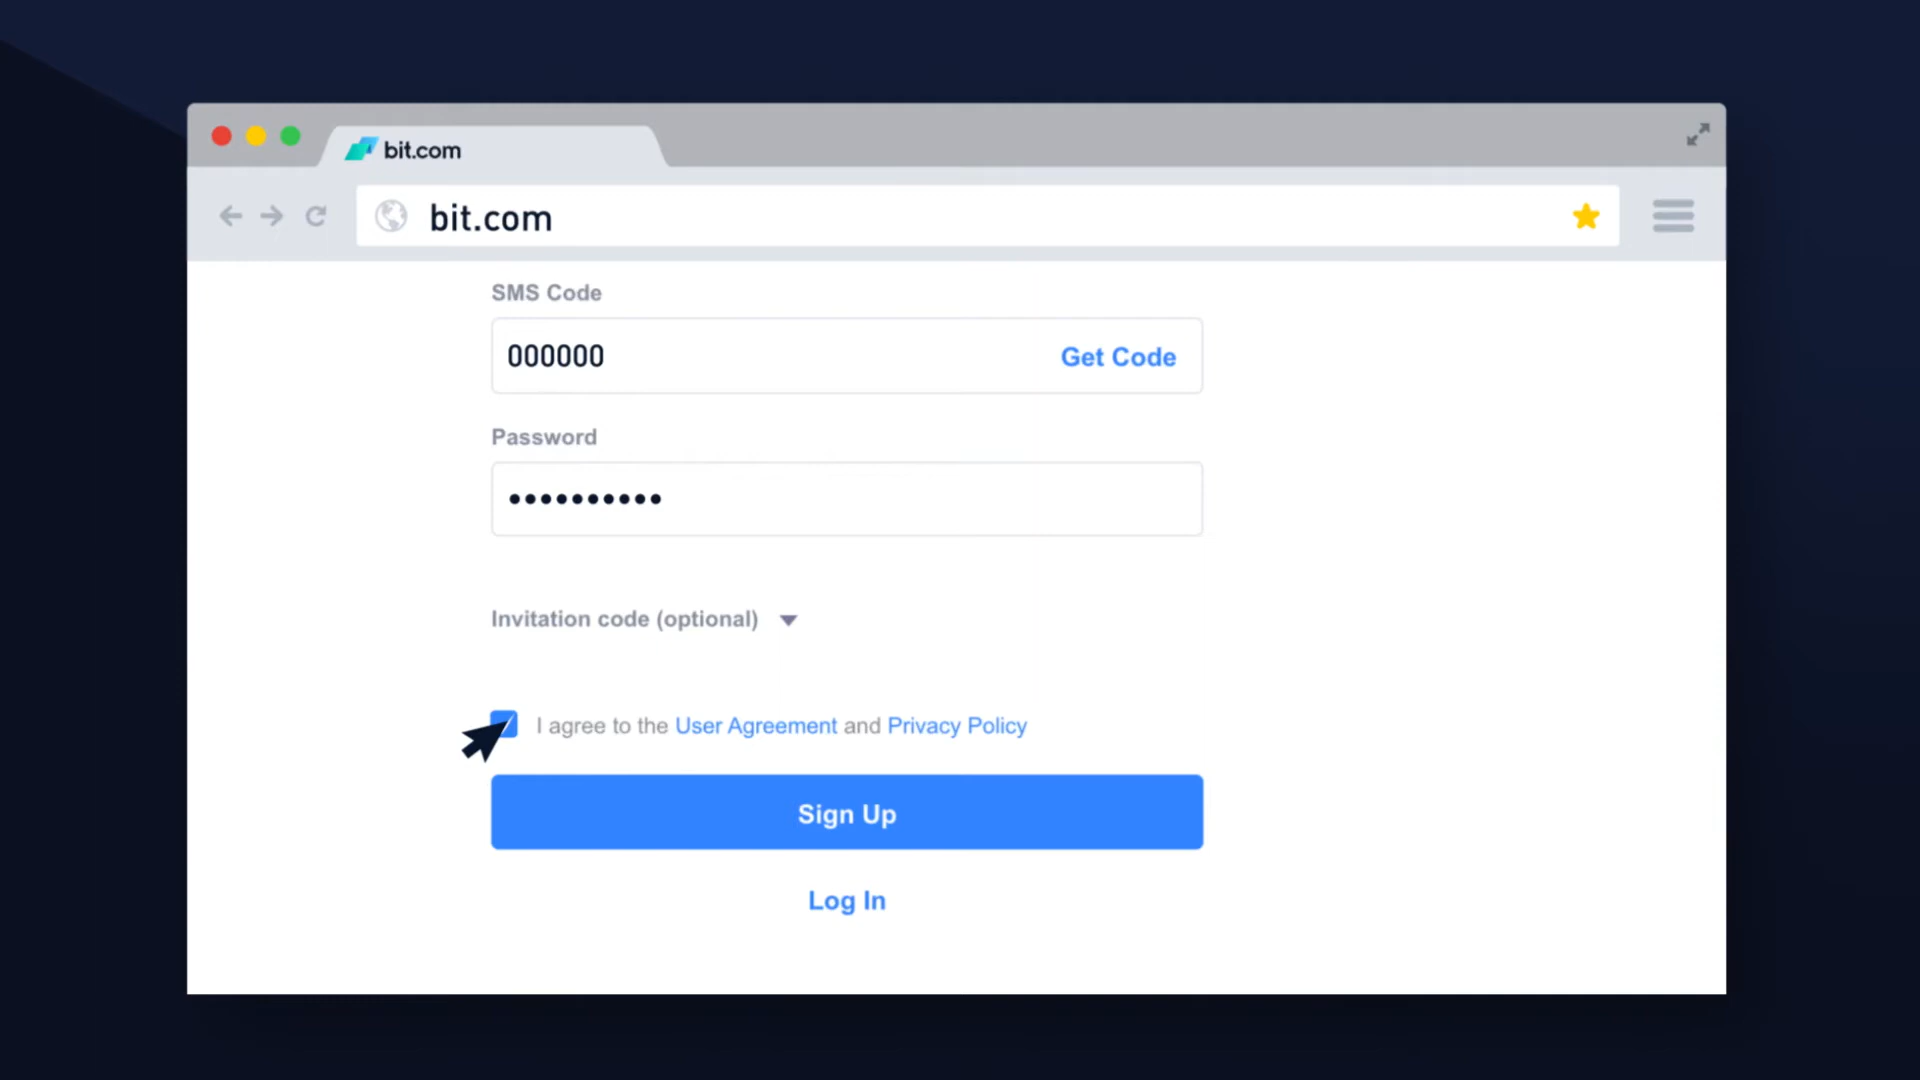 bit.com
bit.com
SMS Code
000000
Get Code
Password
••••••••••
Invitation code (optional)
I agree to the User Agreement and Privacy Policy
Sign Up
Log In